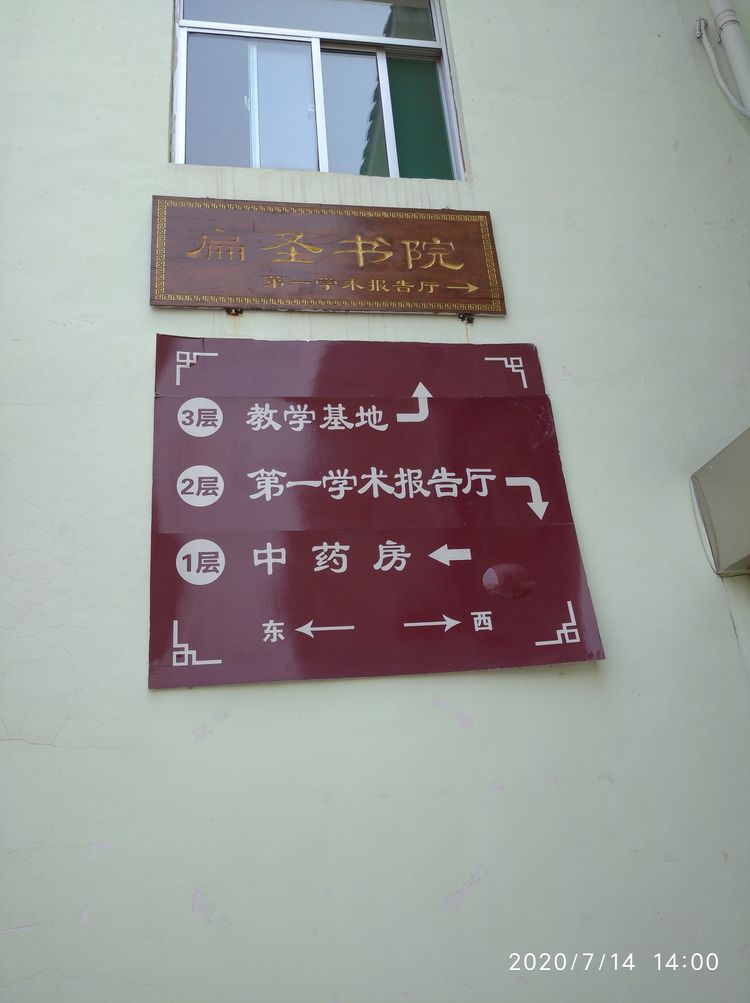 扁圣书院
第一学术报告厅→
3层 教学基地
2层 第一学术报告厅
1层 中药房←
东← →西
2020/7/14 14:00